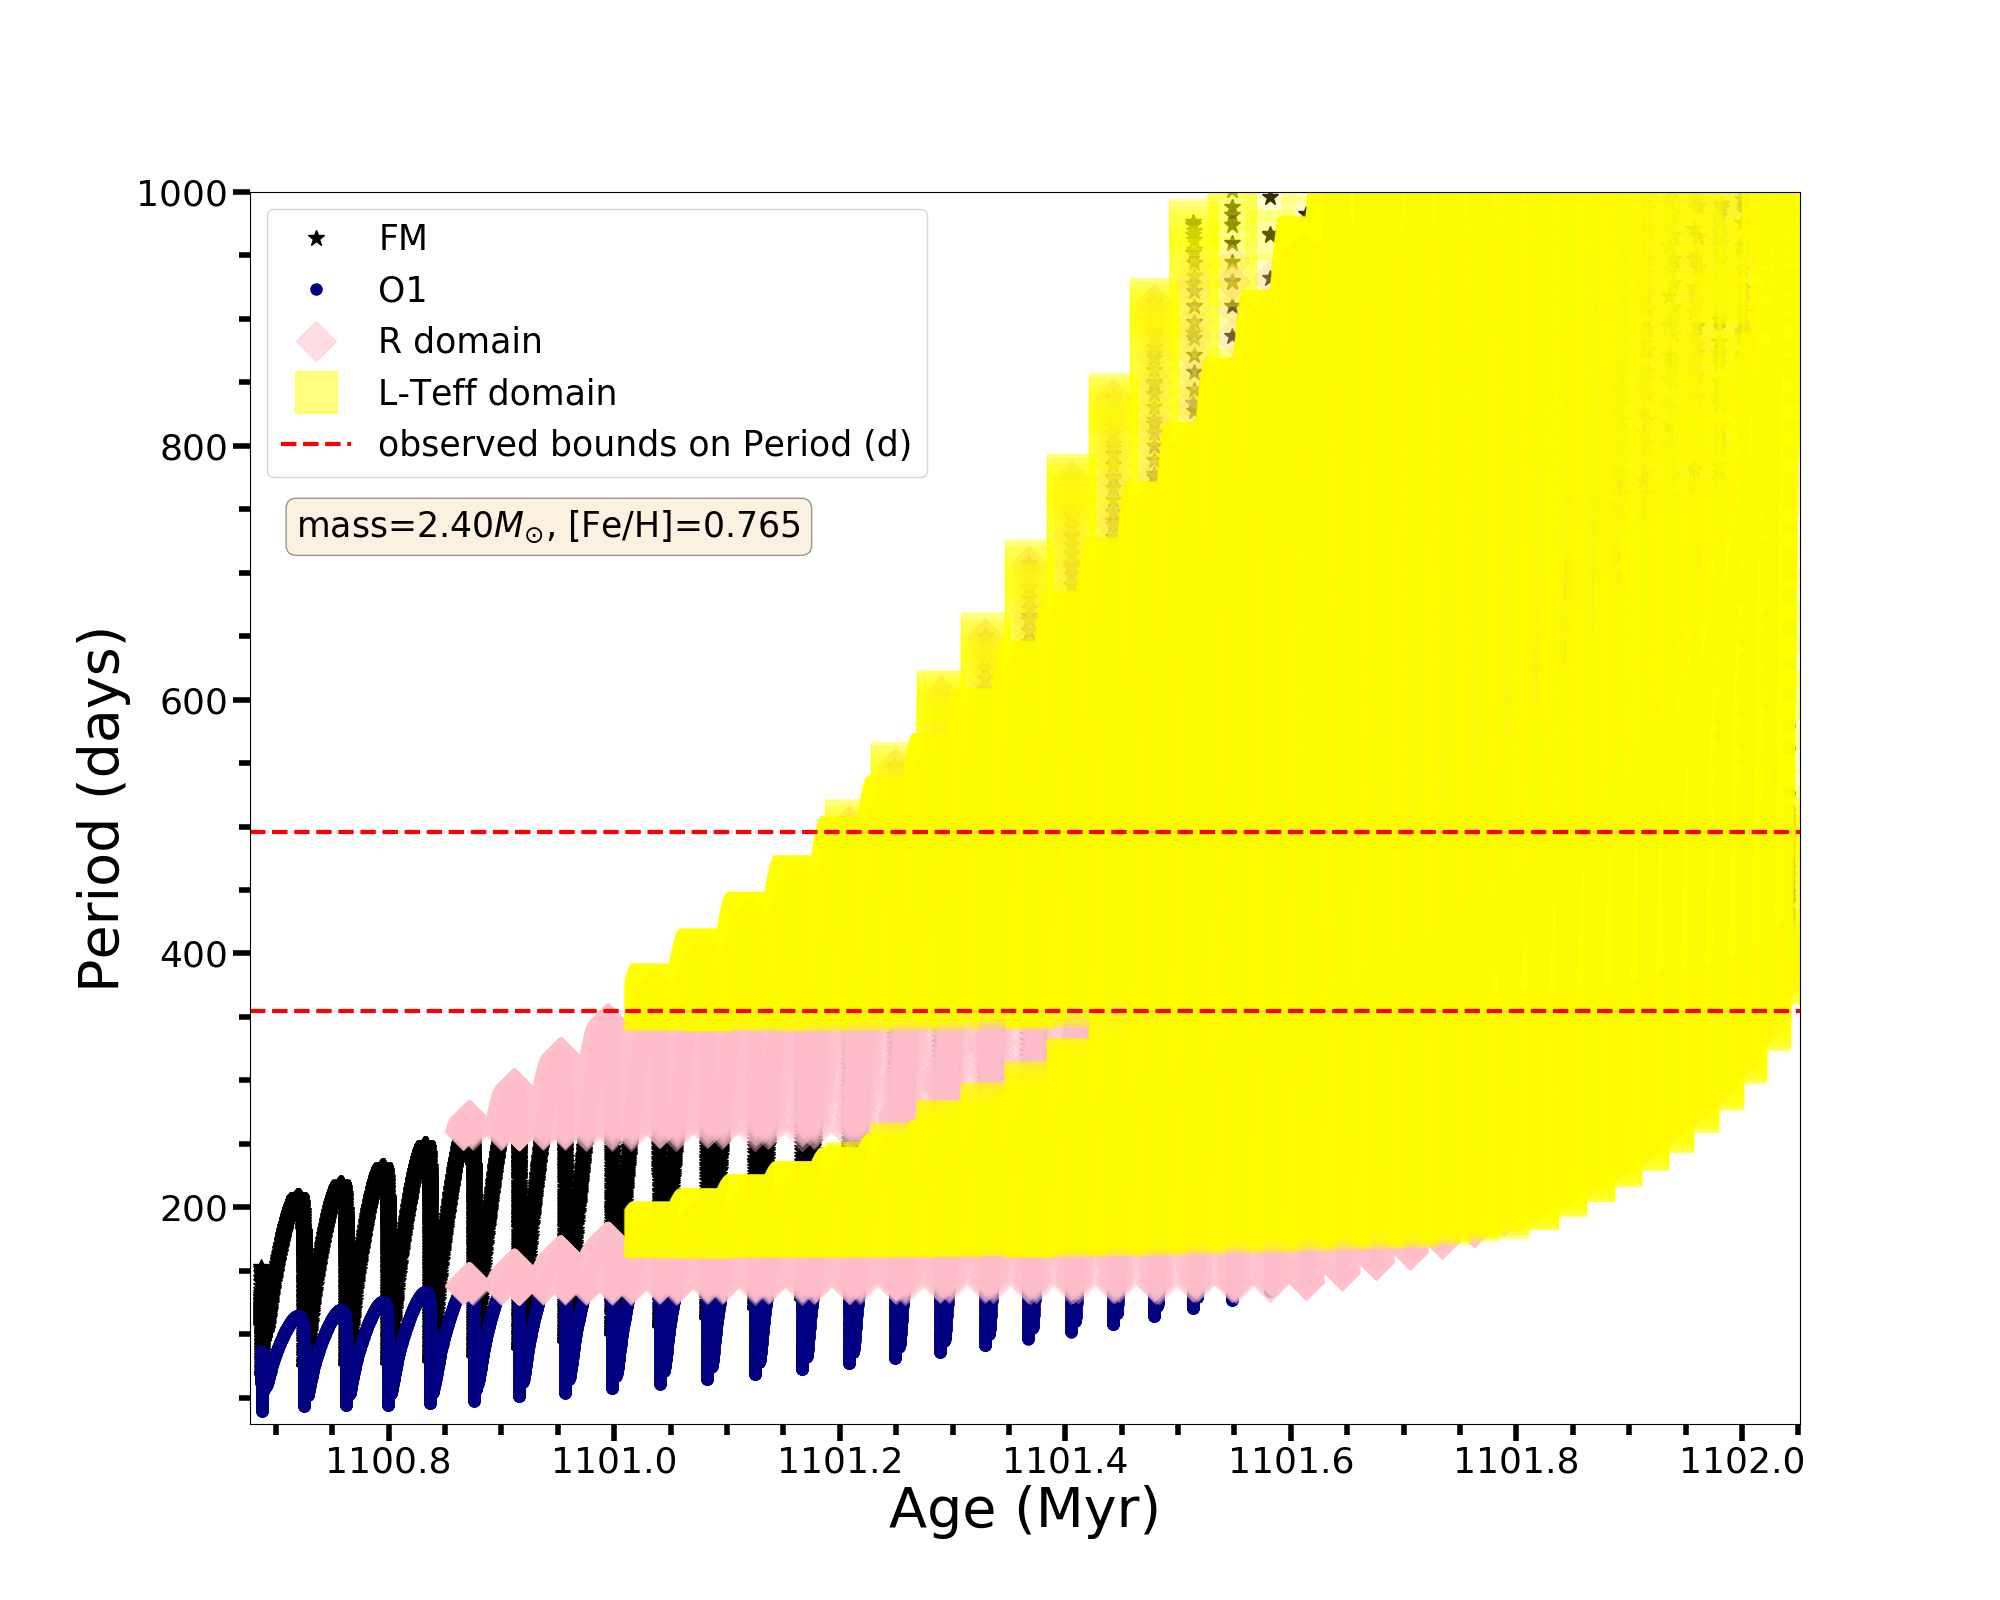 1000
800
600
400
200
Period (days)
FM
O1
R domain
L-Teff domain
observed bounds on Period (d)
mass=2.40M⊙, [Fe/H]=0.765
1100.8 1101.0 1101.2 1101.4 1101.6 1101.8 1102.0
Age (Myr)